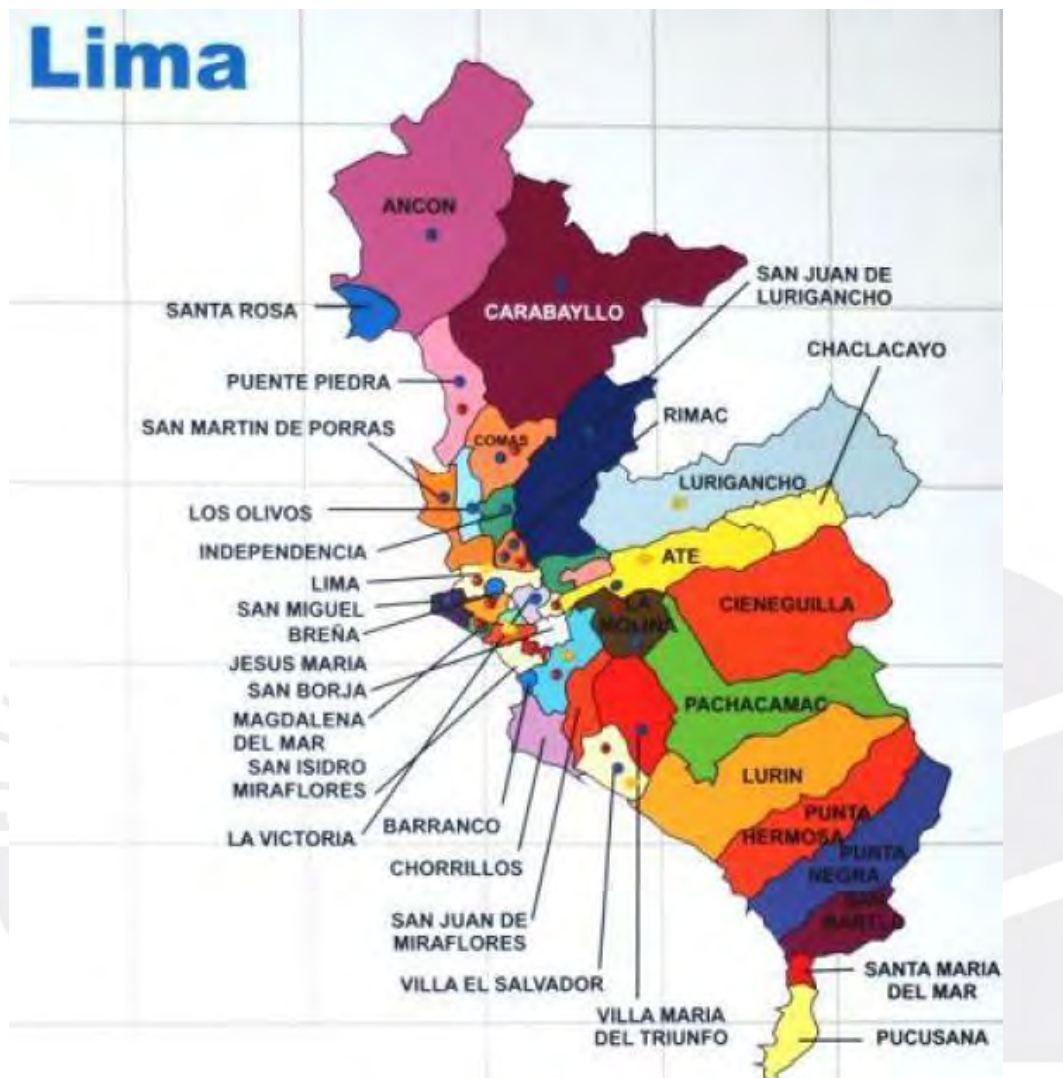 Lima
ANCON
SAN JUAN DE
LURIGANCHO
SANTA ROSA
CARABAYLLO
CHACLACAYO
PUENTE PIEDRA
RIMAC
SAN MARTIN DE PORRAS
COMAS
LURIGANCHO
LOS OLIVOS
INDEPENDENCIA
ATE
LIMA
SAN MIGUEL
LA
MOLINA
CIENEGUILLA
BREÑA
JESUS MARIA
SAN BORJA
PACHACAMAC
MAGDALENA
DEL MAR
SAN ISIDRO
MIRAFLORES
LURIN
PUNTA
HERMOSA
BARRANCO
LA VICTORIA
PUNTA
NEGRA
CHORRILLOS
SAN
SAN JUAN DE
MIRAFLORES
SANTA MARIA
DEL MAR
VILLA EL SALVADOR
VILLA MARIA
DEL TRIUNFO
PUCUSANA